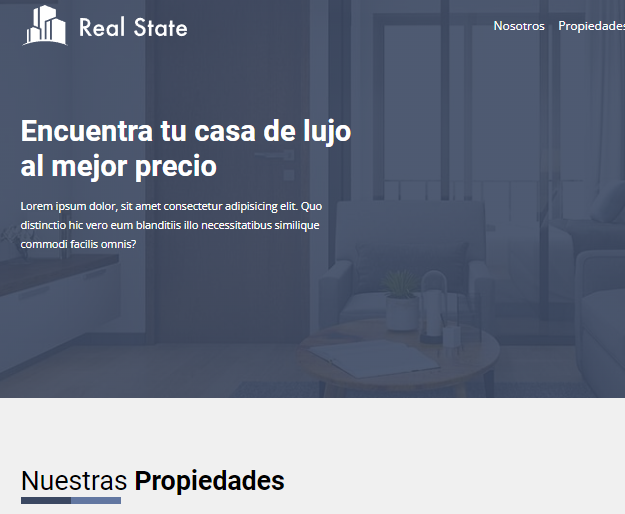 Real State
Nosotros Propiedades
Encuentra tu casa de lujo
al mejor precio
Lorem ipsum dolor, sit amet consectetur adipisicing elit. Quo
distinctio hic vero eum blanditiis illo necessitatibus similique
commodi facilis omnis?
Nuestras Propiedades